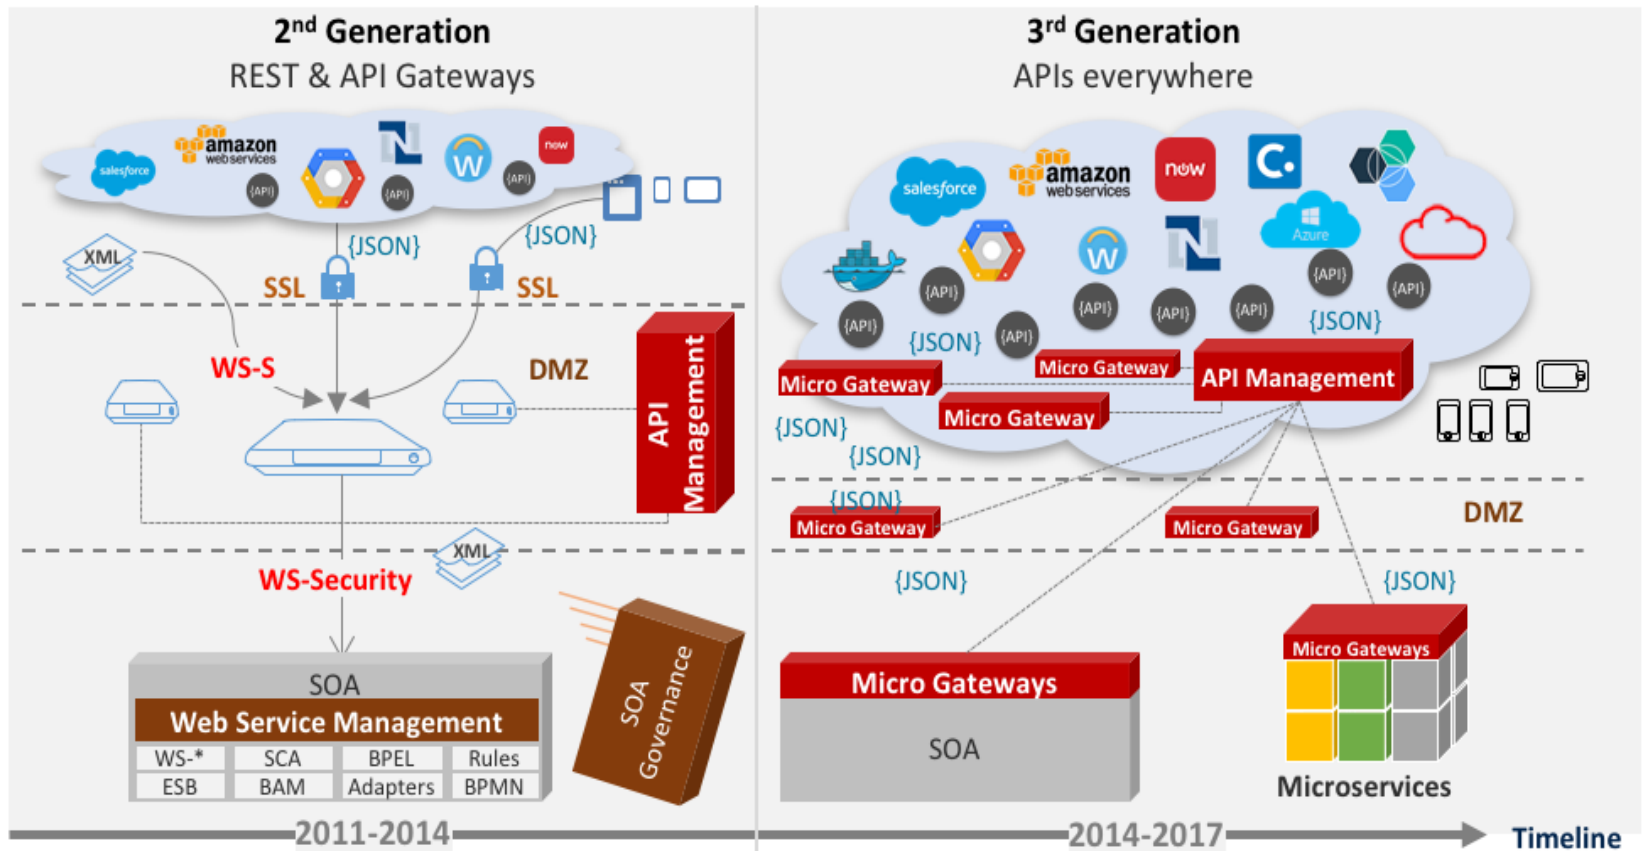 2nd Generation
REST & API Gateways
salesforce
amazon
webservices
now
W
N
{API}
{API}
{API}
{JSON}
{JSON}
XML
SSL
SSL
WS-S
DMZ
API
Management
XML
WS-Security
SOA
Web Service Management
WS-* SCA BPEL Rules
ESB BAM Adapters BPMN
SOA
Governance
2011-2014
3rd Generation
APIs everywhere
salesforce
amazon
webservices
now
C.
W
N
Azure
{API}
{API}
{API}
{API}
{API}
{API}
{API}
{API}
{JSON}
{JSON}
Micro Gateway
Micro Gateway
API Management
Micro Gateway
{JSON}
{JSON}
{JSON}
Micro Gateway
Micro Gateway
DMZ
{JSON}
{JSON}
Micro Gateways
SOA
Micro Gateways
Microservices
2014-2017
Timeline